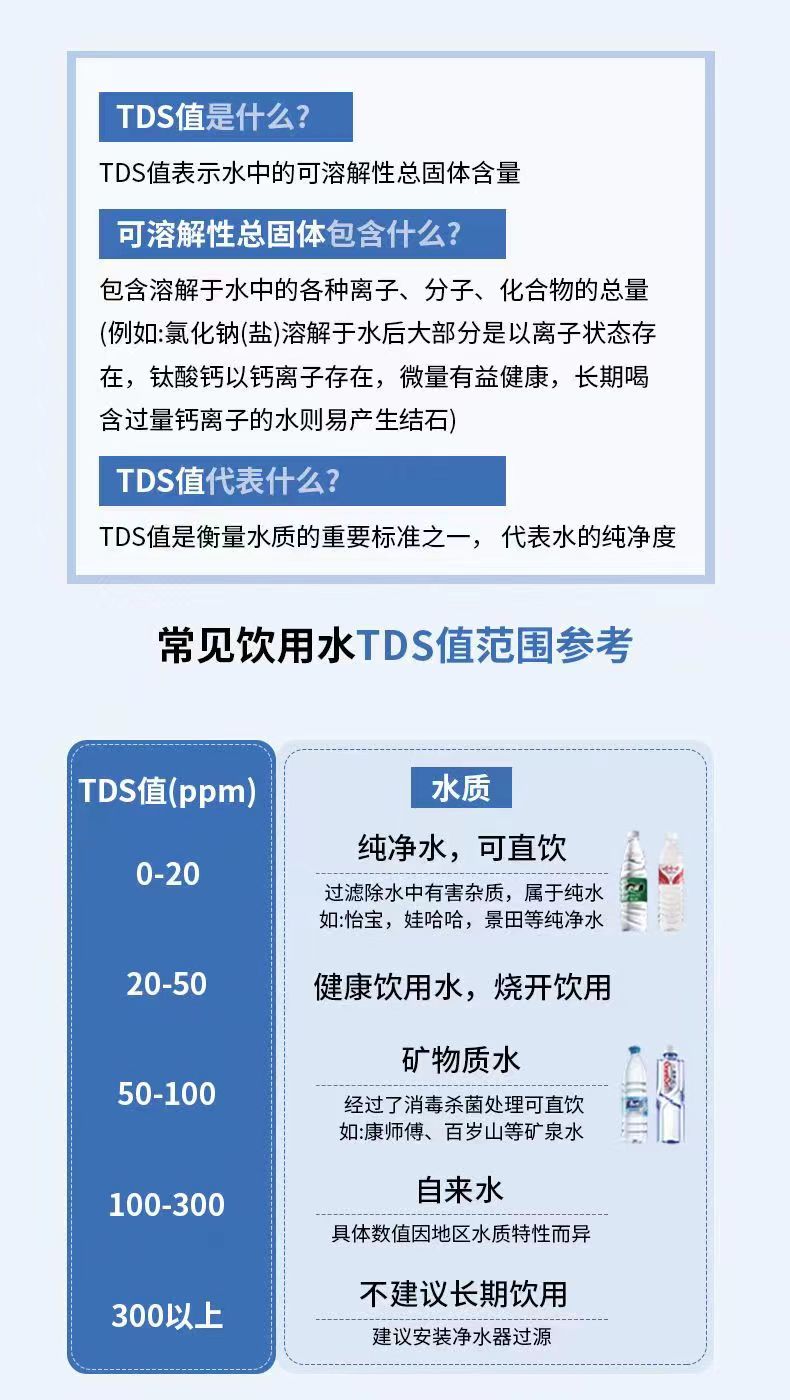 TDS值是什么?
TDS值表示水中的可溶解性总固体含量
可溶解性总固体包含什么?
包含溶解于水中的各种离子、分子、化合物的总量
(例如:氯化钠(盐)溶解于水后大部分是以离子状态存
在，钛酸钙以钙离子存在，微量有益健康，长期喝
含过量钙离子的水则易产生结石)
TDS值代表什么?
TDS值是衡量水质的重要标准之一， 代表水的纯净度
常见饮用水TDS值范围参考
TDS值(ppm)
水质
0-20
纯净水，可直饮
过滤除水中有害杂质，属于纯水
如:怡宝，娃哈哈，景田等纯净水
20-50
健康饮用水，烧开饮用
50-100
矿物质水
经过了消毒杀菌处理可直饮
如:康师傅、百岁山等矿泉水
100-300
自来水
具体数值因地区水质特性而异
300以上
不建议长期饮用
建议安装净水器过源